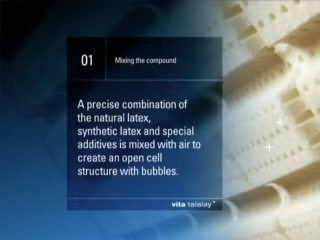 01
Mixing the compound
A precise combination of
the natural latex,
synthetic latex and special
additives is mixed with air to
create an open cell
structure with bubbles.
vita talalay